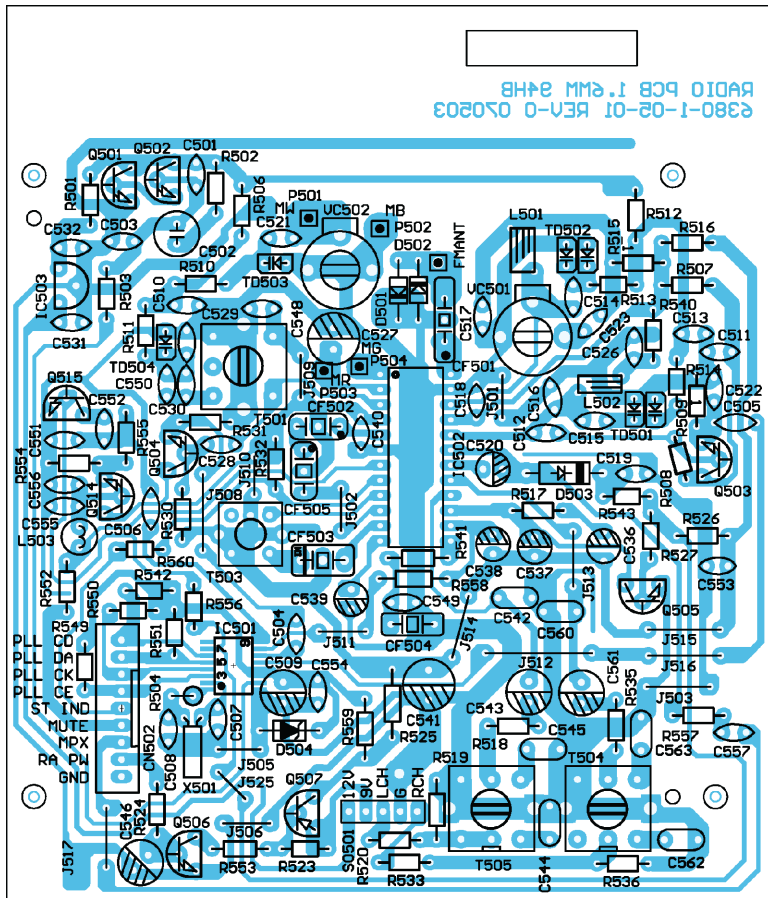 RADIO PCB 1.6MM 94HB
6380-1-05-01 REV-0 070503
Q501
Q502
C501
R502
R501
R506
P501
MW
VC502
MB
P502
D502
FMANT
L501
TD502
R515
R512
R516
C532
C503
C502
C521
R510
TD503
D501
VC501
C517
C514
R513
R507
R540
IC503
R503
C510
C529
C548
C527
C523
C513
C511
C531
R511
TD504
C550
MG
P504
CF501
C526
R514
J509
MR
P503
Q515
C552
C530
T501
CF502
C518
J501
C516
L502
C522
R509
C505
C551
R555
R531
C540
C512
C515
TD501
R554
Q504
C528
J510
R532
IC502
C520
D503
C519
R508
Q503
C556
Q514
J508
CF505
J502
R517
R543
C555
C506
R530
R526
L503
R560
T503
CF503
R541
C538
C537
C536
R527
C553
R552
R542
R550
R556
C539
R558
C549
C542
J513
Q505
R549
R551
IC501
C504
J511
CF504
J514
C560
J515
PLL CO
PLL DA
PLL CK
PLL CE
ST IND
MUTE
MPX
RA PW
GND
3 5 7
9
J516
R504
C509
C554
J512
C561
R535
J503
CN502
C508
C507
D504
R559
R525
C541
C543
R518
C545
R557
C563
C557
X501
J505
J525
Q507
12V
9V
LCH
G
RCH
R519
T504
C546
R524
Q506
J506
J517
R553
R523
SO501
R520
R533
T505
C544
R536
C562